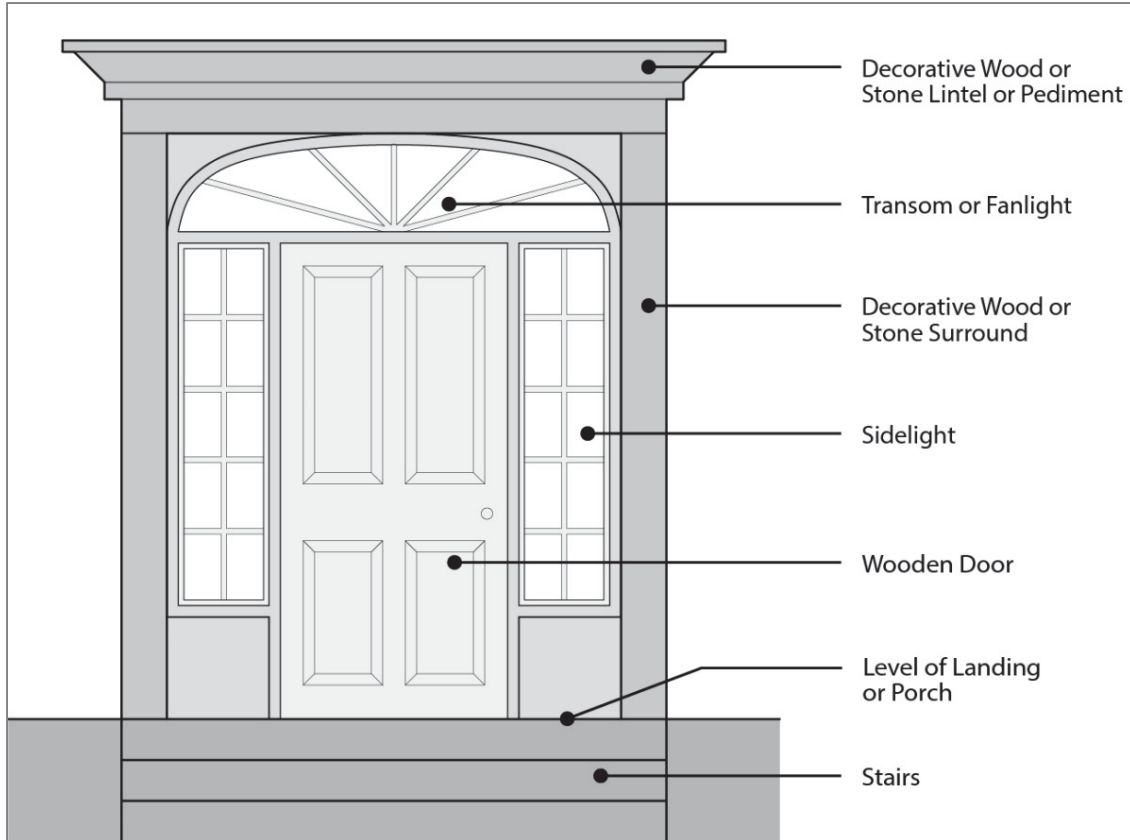 Decorative Wood or
Stone Lintel or Pediment
Transom or Fanlight
Decorative Wood or
Stone Surround
Sidelight
Wooden Door
Level of Landing
or Porch
Stairs